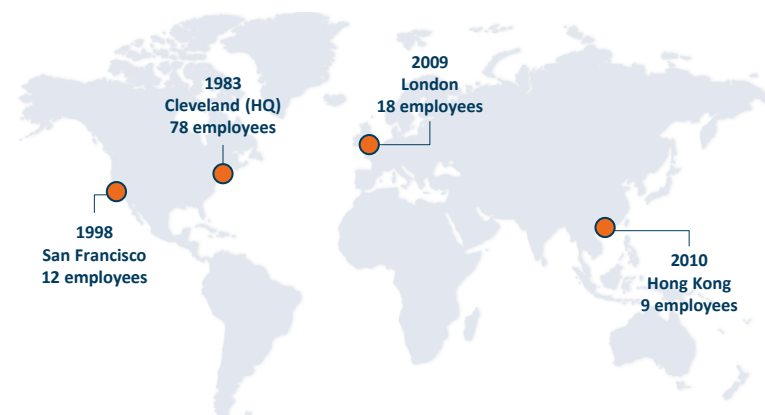 1983
Cleveland (HQ)
78 employees
2009
London
18 employees
1998
San Francisco
12 employees
2010
Hong Kong
9 employees